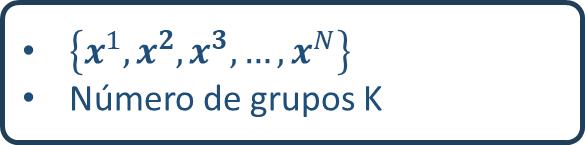 • {x¹, x², x³, ..., xᴺ}
• Número de grupos K